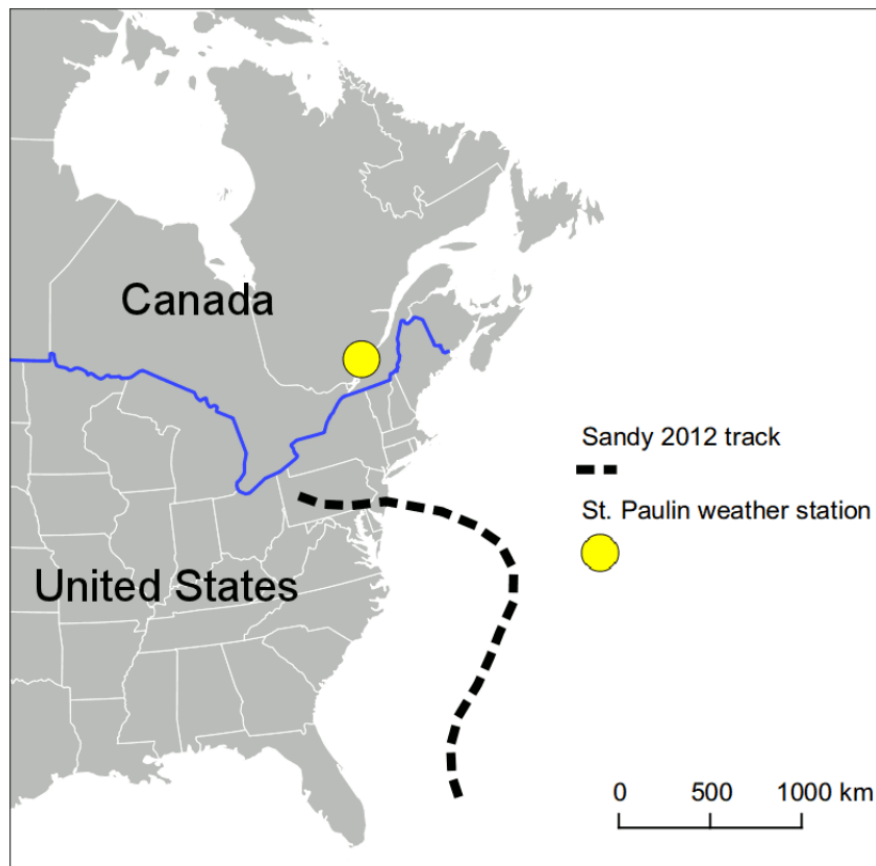 Canada
Sandy 2012 track
St. Paulin weather station
United States
0 500 1000 km